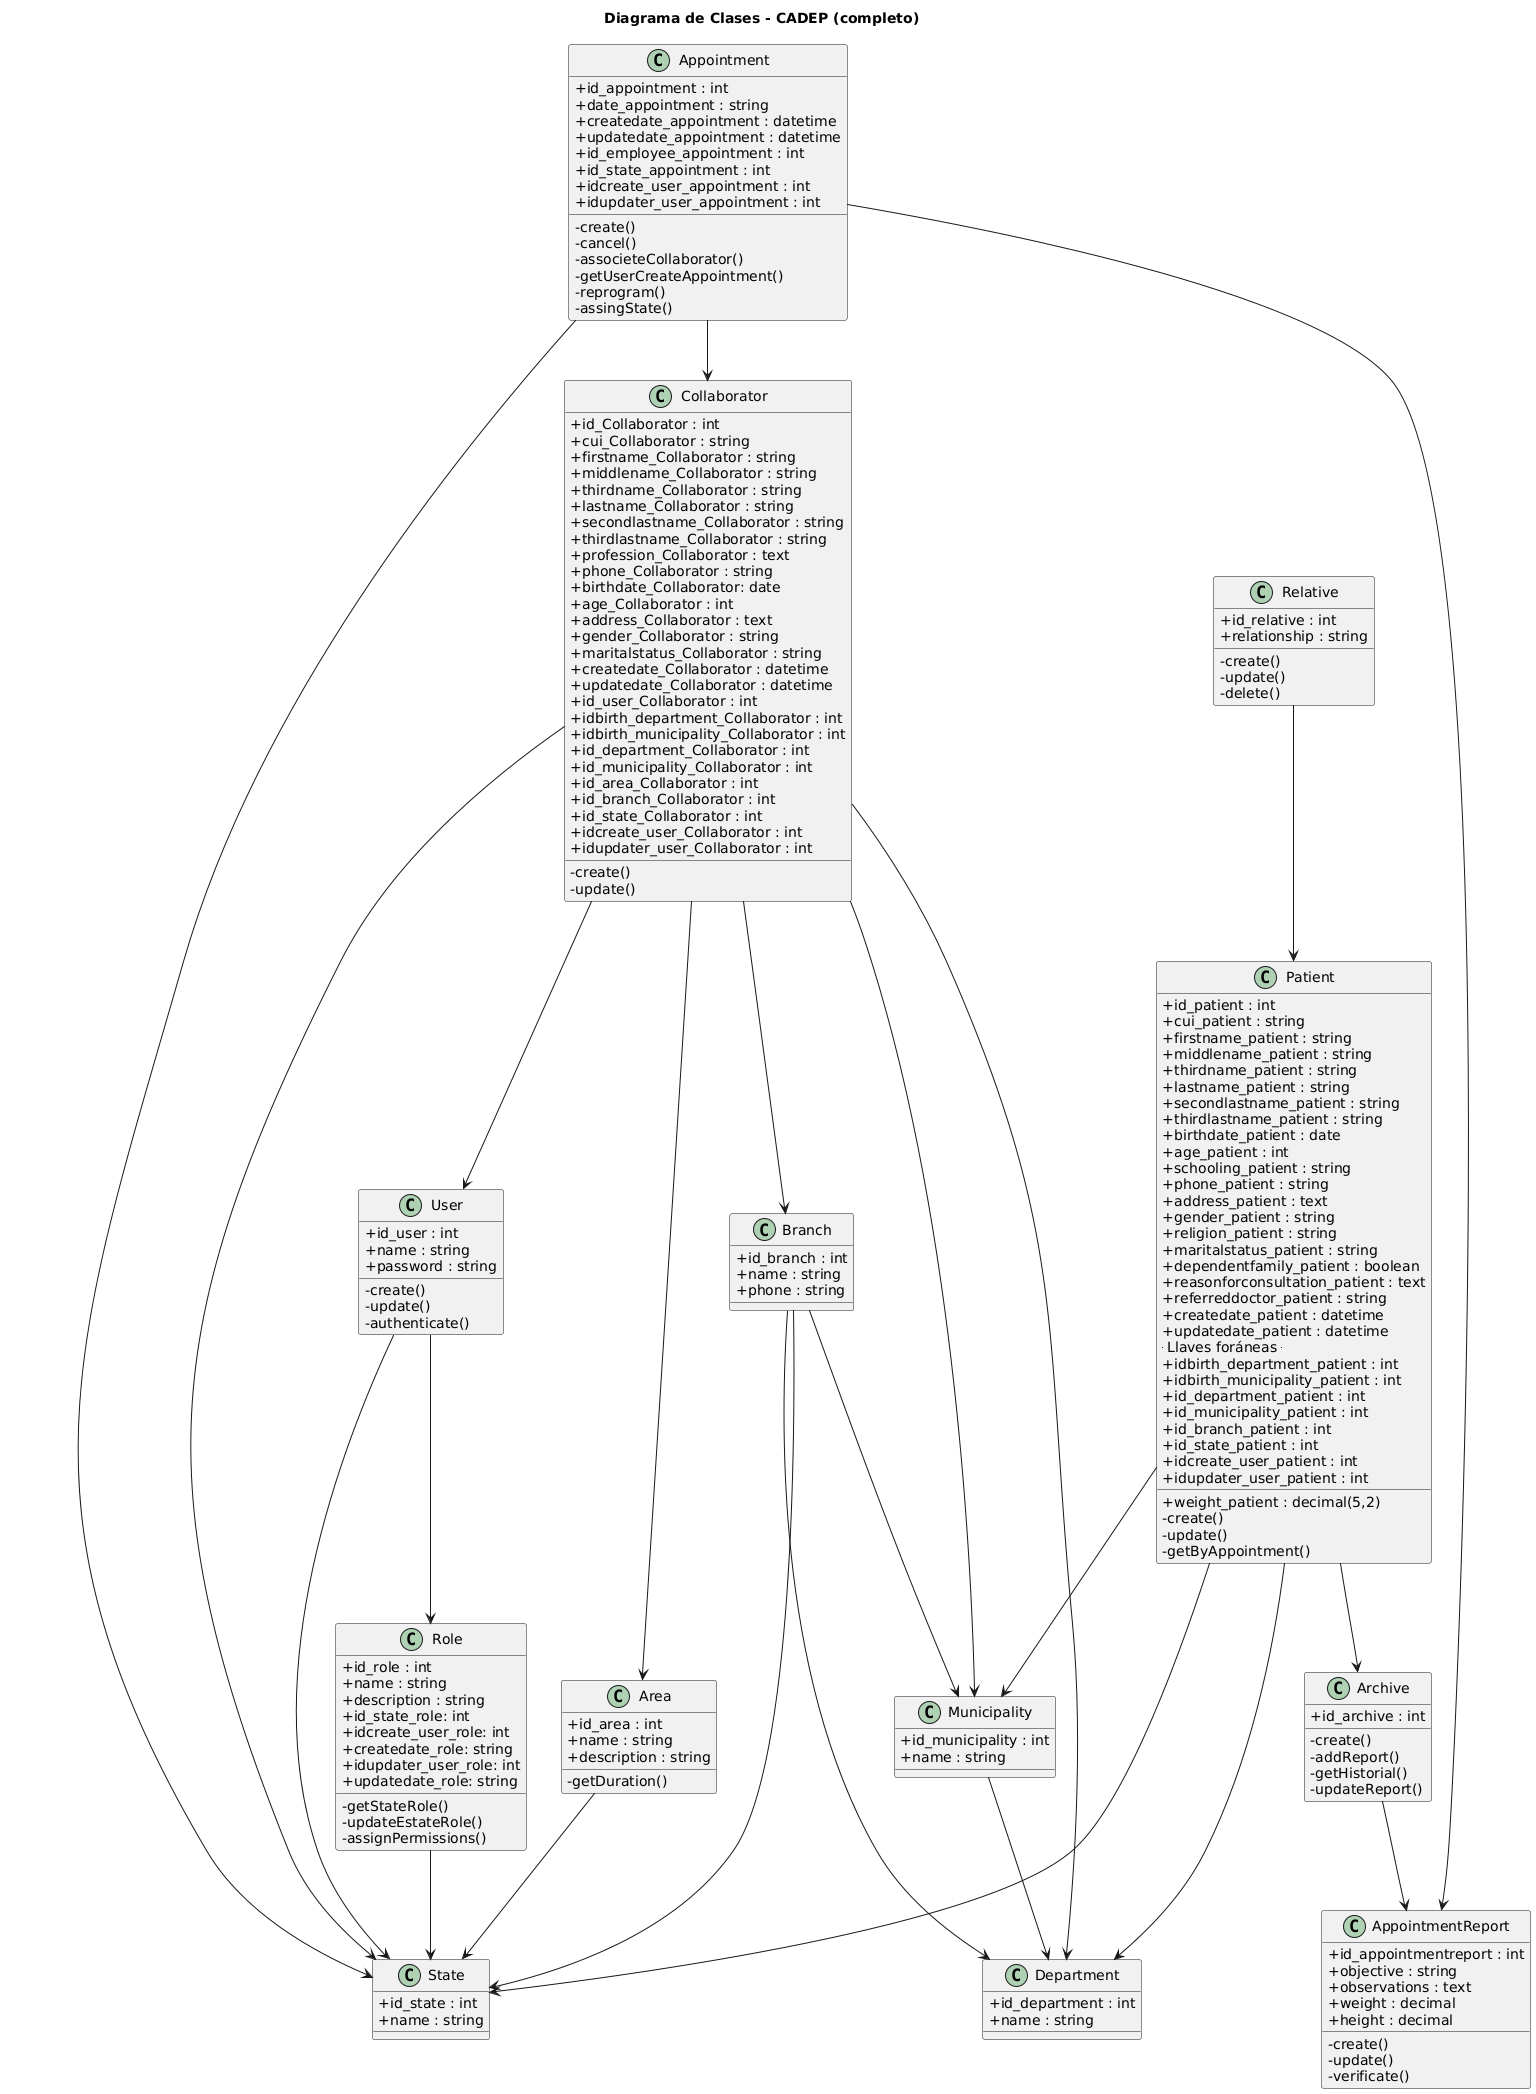 Diagrama de Clases - CADEP (completo)
C Appointment
+id_appointment : int
+date_appointment : string
+createdate_appointment : datetime
+updatedate_appointment : datetime
+id_employee_appointment : int
+id_state_appointment : int
+idcreate_user_appointment : int
+idupdater_user_appointment : int
-create()
-cancel()
-associeteCollaborator()
-getUserCreateAppointment()
-reprogram()
-assingState()
C Collaborator
+id_Collaborator : int
+cui_Collaborator : string
+firstname_Collaborator : string
+middlename_Collaborator : string
+thirdname_Collaborator : string
+lastname_Collaborator : string
+secondlastname_Collaborator : string
+thirdlastname_Collaborator : string
+profession_Collaborator : text
+phone_Collaborator : string
+birthdate_Collaborator: date
+age_Collaborator : int
+address_Collaborator : text
+gender_Collaborator : string
+maritalstatus_Collaborator : string
+createdate_Collaborator : datetime
+updatedate_Collaborator : datetime
+id_user_Collaborator : int
+idbirth_department_Collaborator : int
+idbirth_municipality_Collaborator : int
+id_department_Collaborator : int
+id_municipality_Collaborator : int
+id_area_Collaborator : int
+id_branch_Collaborator : int
+id_state_Collaborator : int
+idcreate_user_Collaborator : int
+idupdater_user_Collaborator : int
-create()
-update()
C Relative
+id_relative : int
+relationship : string
-create()
-update()
-delete()
C Patient
+id_patient : int
+cui_patient : string
+firstname_patient : string
+middlename_patient : string
+thirdname_patient : string
+lastname_patient : string
+secondlastname_patient : string
+thirdlastname_patient : string
+birthdate_patient : date
+age_patient : int
+schooling_patient : string
+phone_patient : string
+address_patient : text
+gender_patient : string
+religion_patient : string
+maritalstatus_patient : string
+dependentfamily_patient : boolean
+reasonforconsultation_patient : text
+referreddoctor_patient : string
+createdate_patient : datetime
+updatedate_patient : datetime
Llaves foráneas
+idbirth_department_patient : int
+idbirth_municipality_patient : int
+id_department_patient : int
+id_municipality_patient : int
+id_branch_patient : int
+id_state_patient : int
+idcreate_user_patient : int
+idupdater_user_patient : int
+weight_patient : decimal(5,2)
-create()
-update()
-getByAppointment()
C User
+id_user : int
+name : string
+password : string
-create()
-update()
-authenticate()
C Branch
+id_branch : int
+name : string
+phone : string
C Role
+id_role : int
+name : string
+description : string
+id_state_role: int
+idcreate_user_role: int
+createdate_role: string
+idupdater_user_role: int
+updatedate_role: string
-getStateRole()
-updateEstateRole()
-assignPermissions()
C Area
+id_area : int
+name : string
+description : string
-getDuration()
C Municipality
+id_municipality : int
+name : string
C Archive
+id_archive : int
-create()
-addReport()
-getHistorial()
-updateReport()
C State
+id_state : int
+name : string
C Department
+id_department : int
+name : string
C AppointmentReport
+id_appointmentreport : int
+objective : string
+observations : text
+weight : decimal
+height : decimal
-create()
-update()
-verificate()